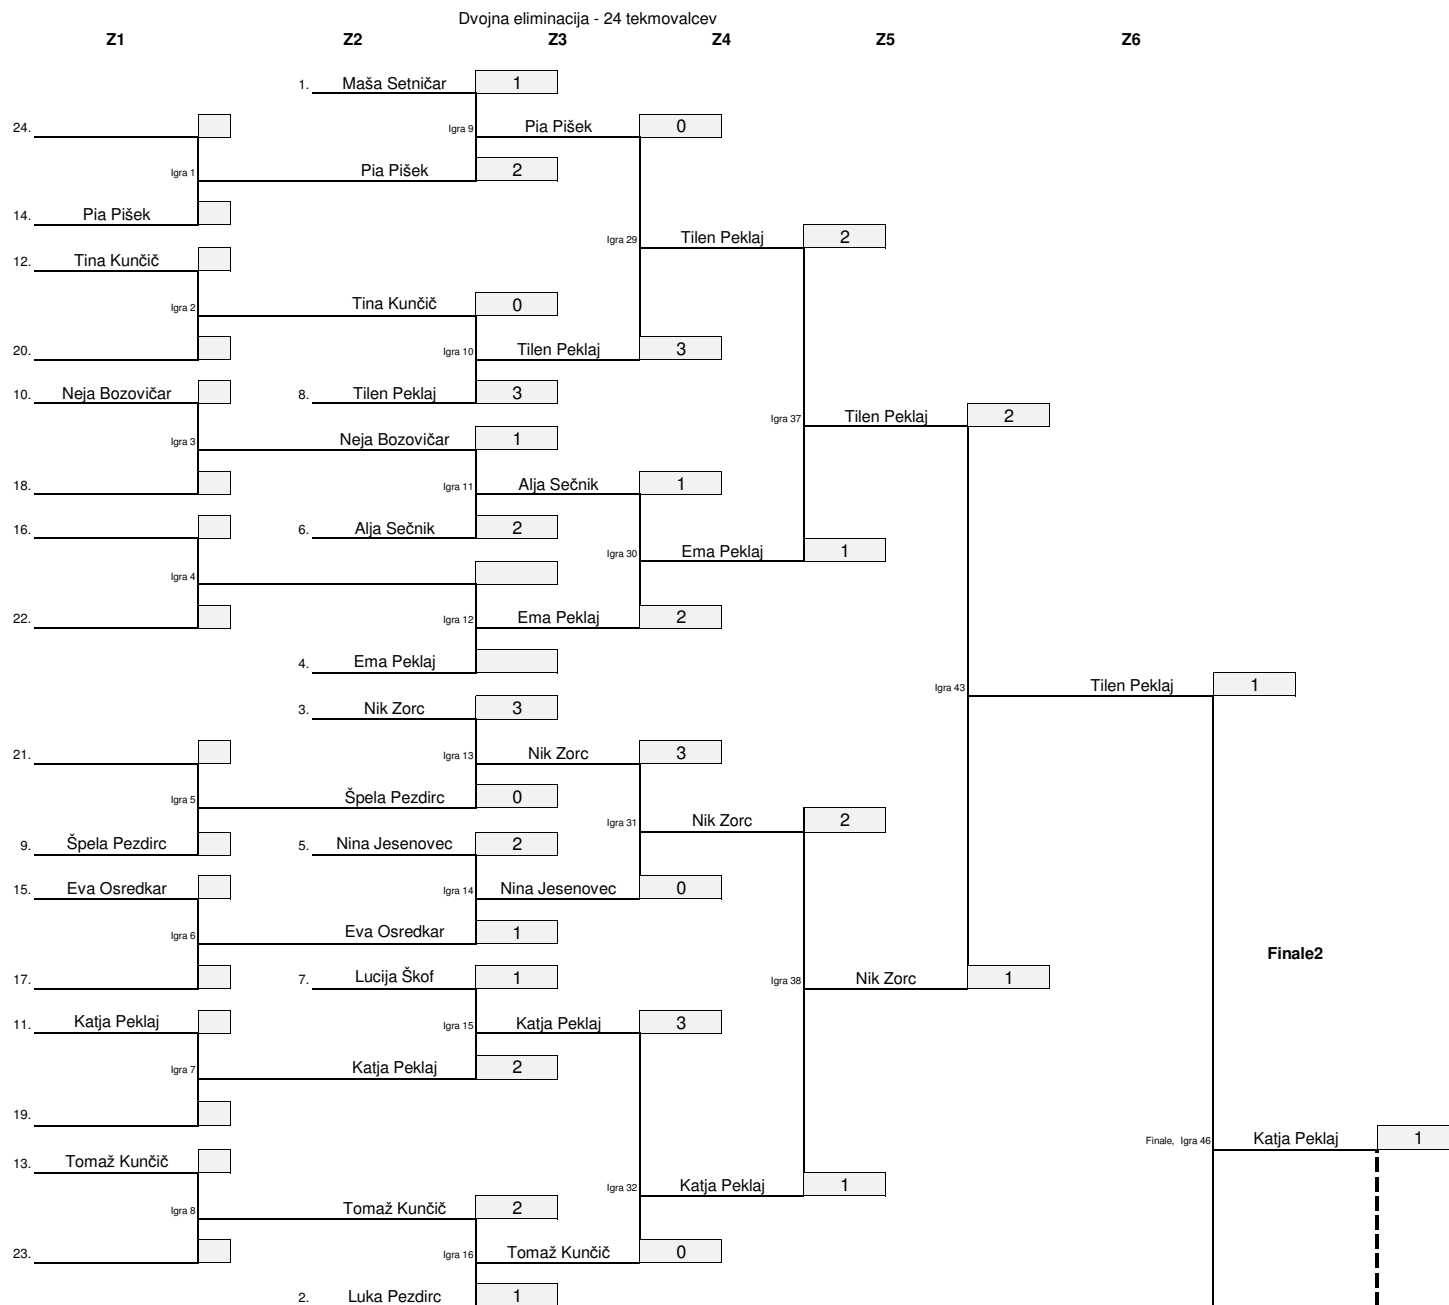 Dvojna eliminacija - 24 tekmovalcev
Z1 Z2 Z3 Z4 Z5 Z6
1. Maša Setničar 1
24. Igra 9 Pia Pišek 0
Igra 1 Pia Pišek 2
14. Pia Pišek
Igra 29 Tilen Peklaj 2
12. Tina Kunčič
Igra 2 Tina Kunčič 0
20. Igra 10 Tilen Peklaj 3
10. Neja Bozovičar 8. Tilen Peklaj 3
Igra 37 Tilen Peklaj 2
Igra 3 Neja Bozovičar 1
18. Igra 11 Alja Sečnik 1
16. 6. Alja Sečnik 2
Igra 30 Ema Peklaj 1
Igra 4
22. Igra 12 Ema Peklaj 2
4. Ema Peklaj
Igra 43 Tilen Peklaj 1
3. Nik Zorc 3
21. Igra 13 Nik Zorc 3
Igra 5 Špela Pezdirc 0
Igra 31 Nik Zorc 2
9. Špela Pezdirc 5. Nina Jesenovec 2
15. Eva Osredkar Igra 14 Nina Jesenovec 0
Igra 6 Eva Osredkar 1
Finale2
17. 7. Lucija Škof 1
Igra 38 Nik Zorc 1
11. Katja Peklaj Igra 15 Katja Peklaj 3
Igra 7 Katja Peklaj 2
19.
Finale, Igra 46 Katja Peklaj 1
13. Tomaž Kunčič
Igra 32 Katja Peklaj 1
Igra 8 Tomaž Kunčič 2
23. Igra 16 Tomaž Kunčič 0
2. Luka Pezdirc 1